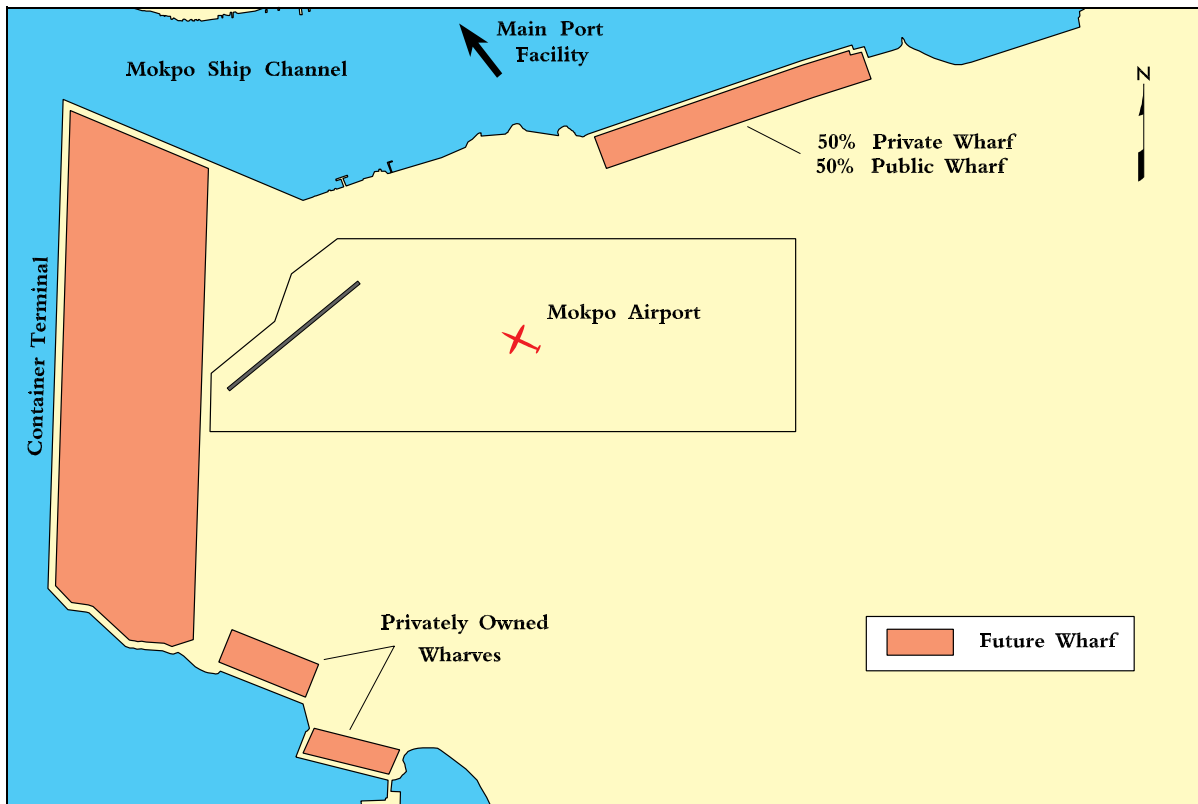 Main Port
Facility
Mokpo Ship Channel
N
50% Private Wharf
50% Public Wharf
Container Terminal
Mokpo Airport
Privately Owned
Wharves
Future Wharf